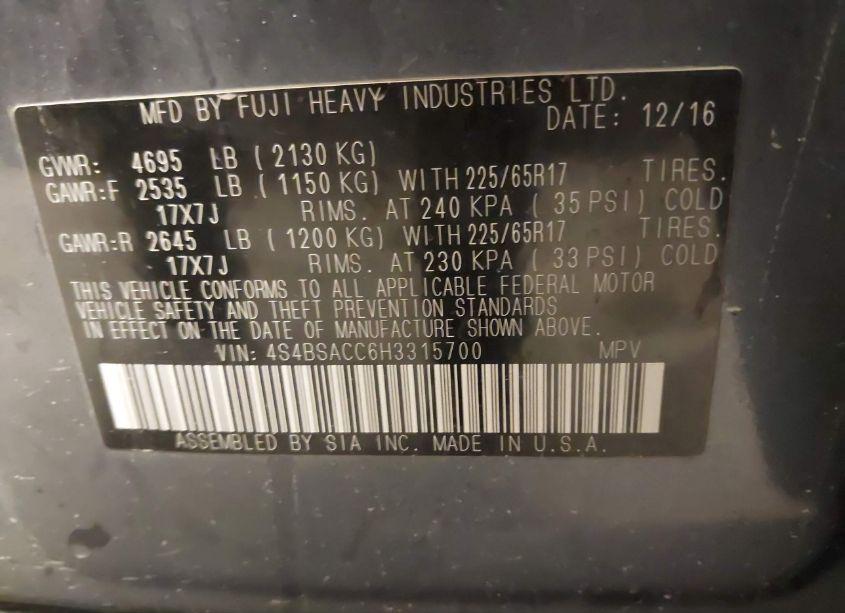 MFD BY FUJI HEAVY INDUSTRIES LTD.
DATE: 12/16
GVWR: 4695 LB ( 2130 KG)
GAWR:F 2535 LB ( 1150 KG) WITH 225/65R17 TIRES.
17X7J RIMS. AT 240 KPA ( 35 PSI) COLD
GAWR:R 2645 LB ( 1200 KG) WITH 225/65R17 TIRES.
17X7J RIMS. AT 230 KPA ( 33 PSI) COLD
THIS VEHICLE CONFORMS TO ALL APPLICABLE FEDERAL MOTOR
VEHICLE SAFETY AND THEFT PREVENTION STANDARDS
IN EFFECT ON THE DATE OF MANUFACTURE SHOWN ABOVE.
VIN: 4S4BSACC6H3315700 MPV
ASSEMBLED BY SIA INC. MADE IN U.S.A.